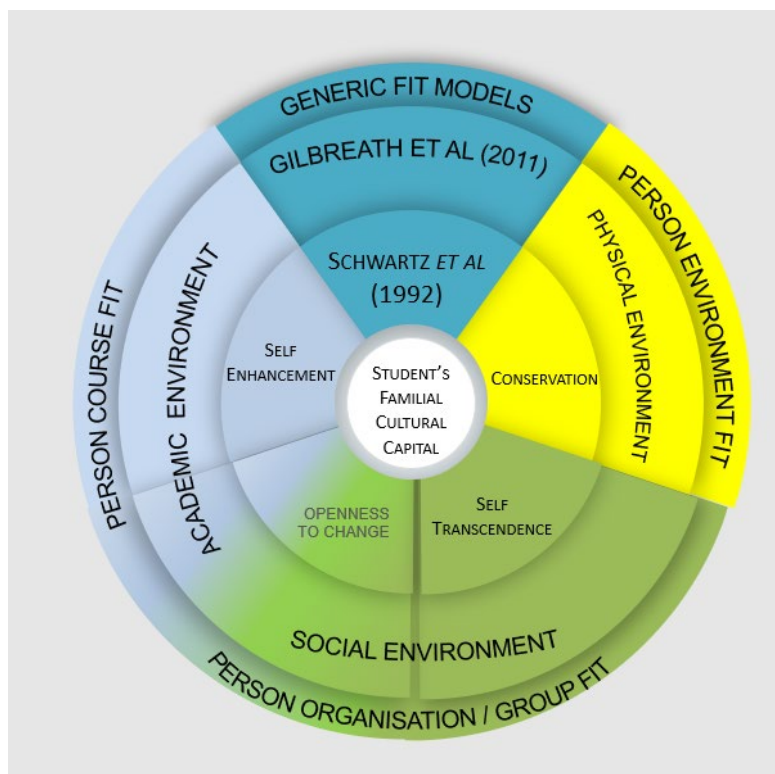 GENERIC FIT MODELS
GILBREATH ET AL (2011)
SCHWARTZ ET AL
(1992)
PERSON ENVIRONMENT FIT
PHYSICAL ENVIRONMENT
CONSERVATION
PERSON COURSE FIT
ACADEMIC ENVIRONMENT
SELF
ENHANCEMENT
STUDENT'S
FAMILIAL
CULTURAL
CAPITAL
OPENNESS
TO CHANGE
SELF
TRANSCENDENCE
SOCIAL ENVIRONMENT
PERSON ORGANISATION / GROUP FIT